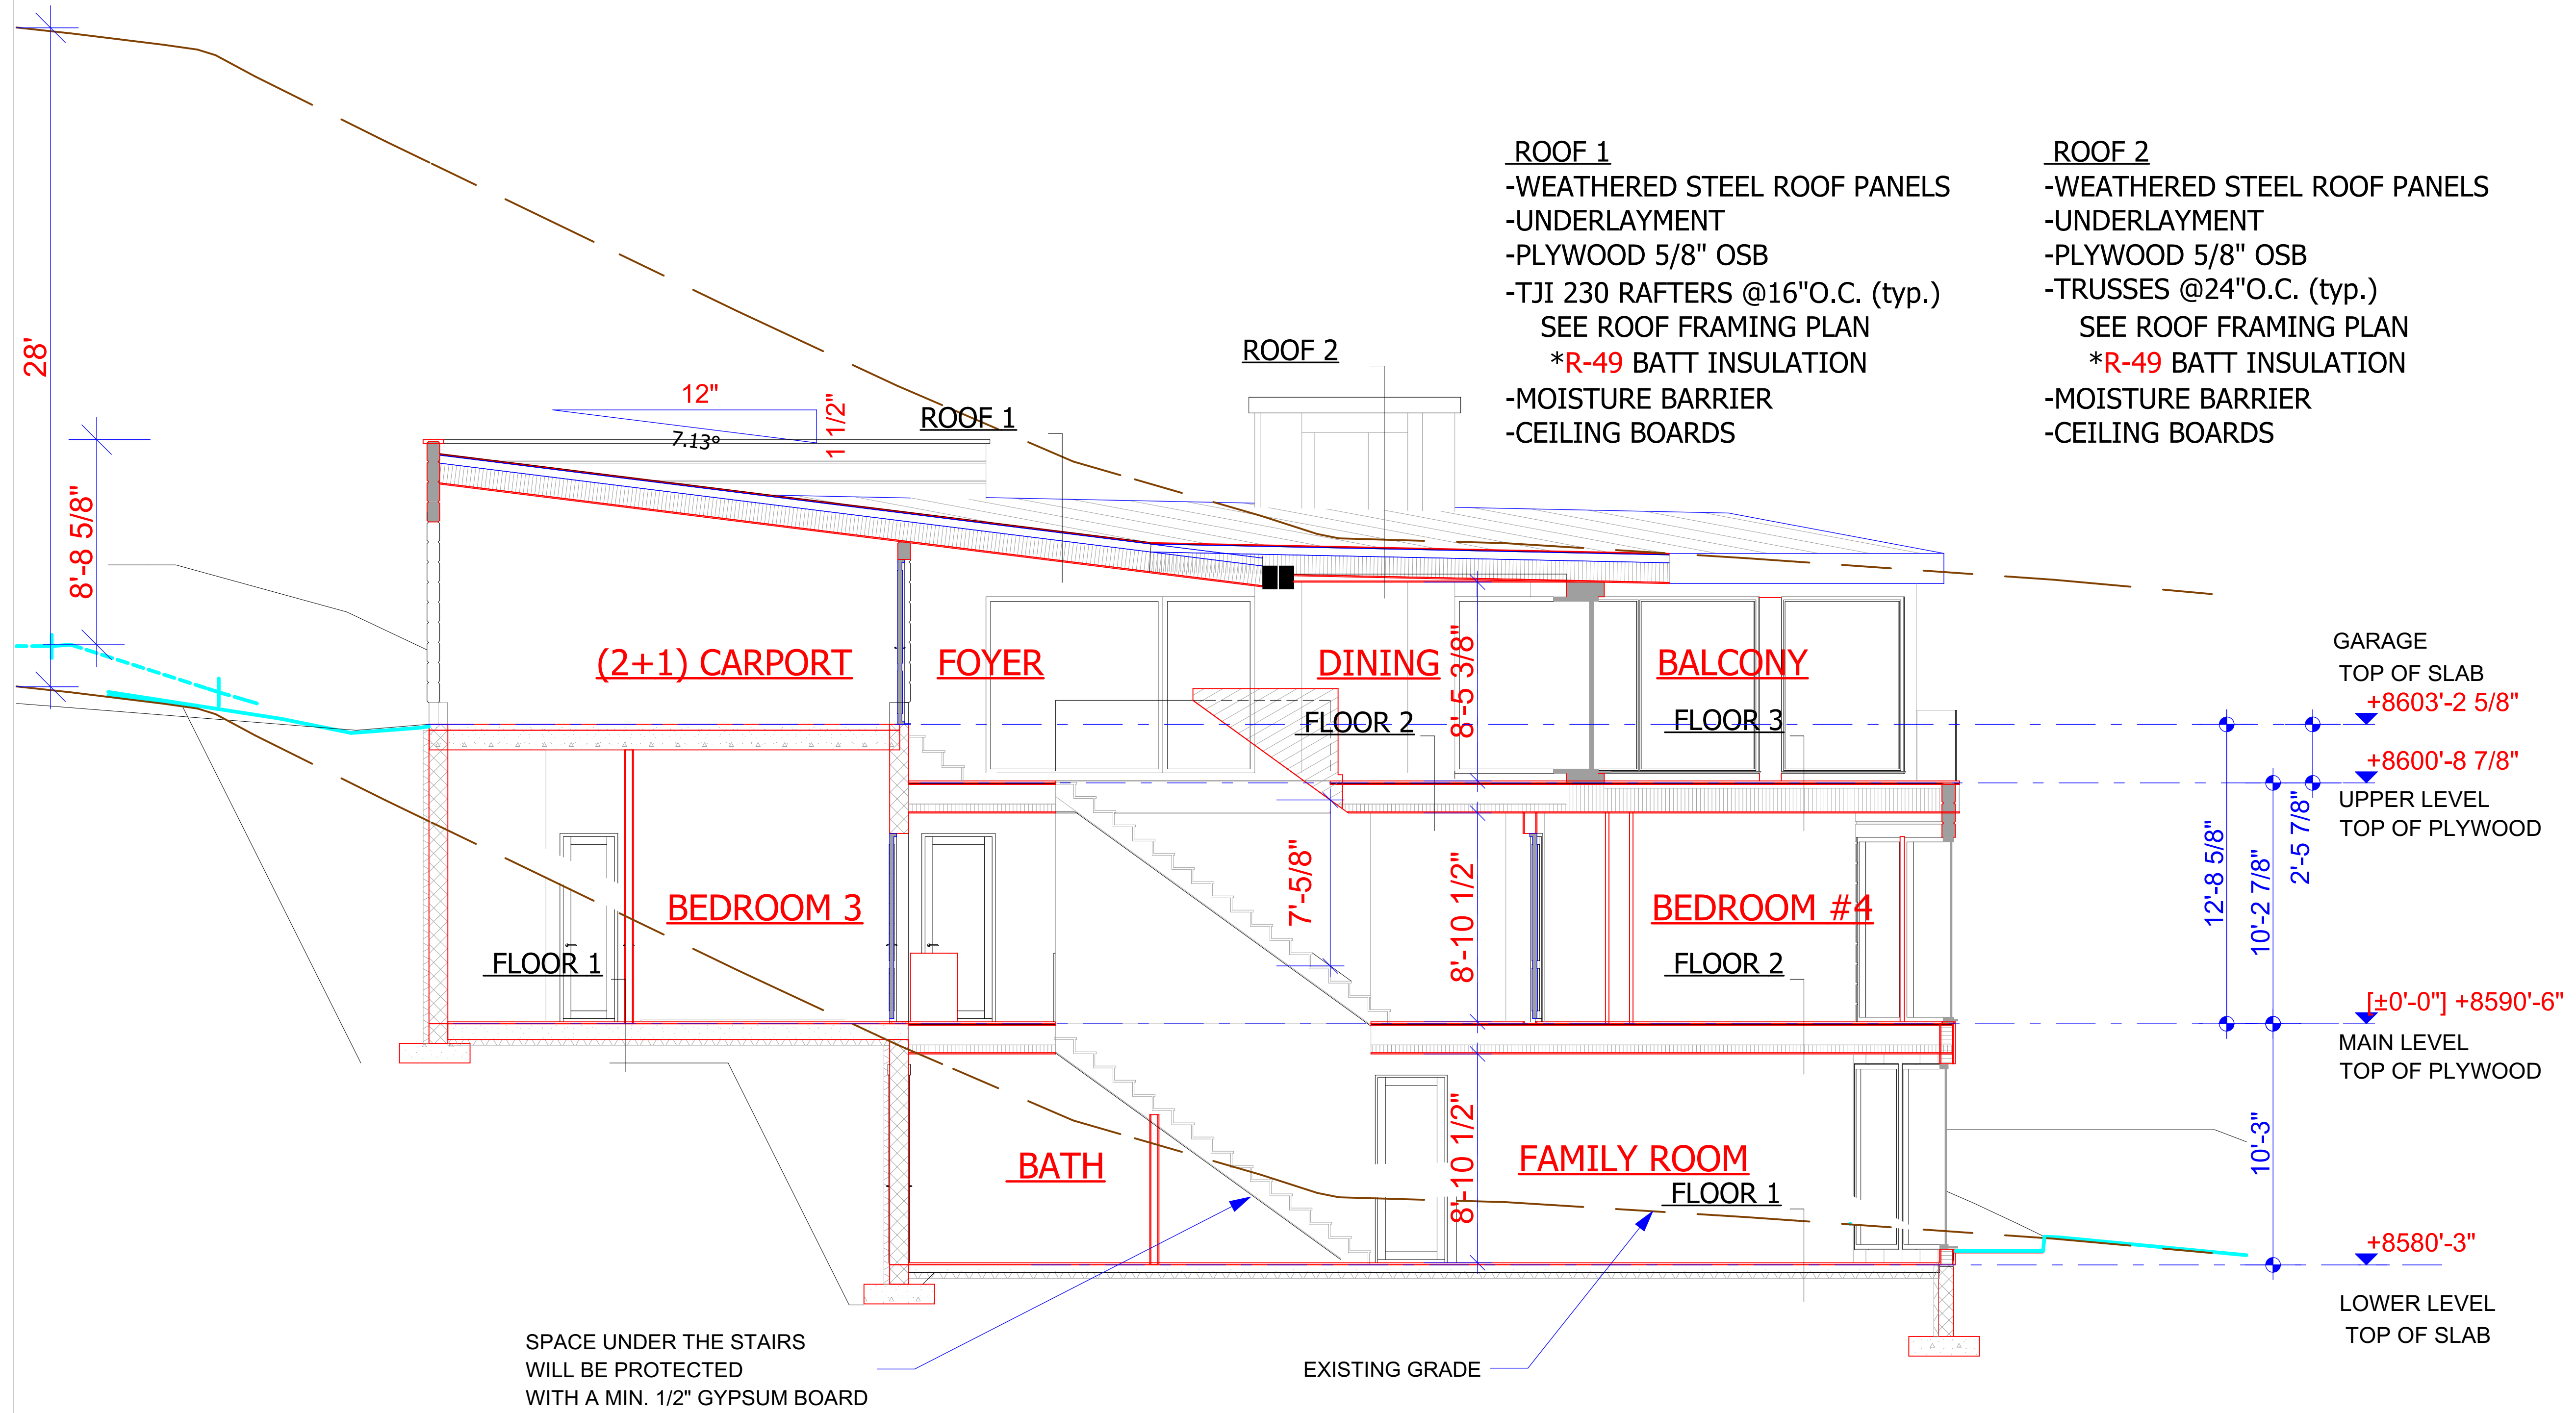 ROOF 1
-WEATHERED STEEL ROOF PANELS
-UNDERLAYMENT
-PLYWOOD 5/8" OSB
-TJI 230 RAFTERS @16"O.C. (typ.)
SEE ROOF FRAMING PLAN
*R-49 BATT INSULATION
-MOISTURE BARRIER
-CEILING BOARDS
ROOF 2
-WEATHERED STEEL ROOF PANELS
-UNDERLAYMENT
-PLYWOOD 5/8" OSB
-TRUSSES @24"O.C. (typ.)
SEE ROOF FRAMING PLAN
*R-49 BATT INSULATION
-MOISTURE BARRIER
-CEILING BOARDS
28'
8'-8 5/8"
12"
1 1/2"
7.13°
ROOF 1
ROOF 2
(2+1) CARPORT
FOYER
DINING
8'-5 3/8"
BALCONY
FLOOR 2
FLOOR 3
GARAGE
TOP OF SLAB
+8603'-2 5/8"
+8600'-8 7/8"
UPPER LEVEL
TOP OF PLYWOOD
BEDROOM 3
FLOOR 1
7'-5/8"
8'-10 1/2"
BEDROOM #4
FLOOR 2
12'-8 5/8"
10'-2 7/8"
2'-5 7/8"
[±0'-0"] +8590'-6"
MAIN LEVEL
TOP OF PLYWOOD
BATH
8'-10 1/2"
FAMILY ROOM
FLOOR 1
10'-3"
+8580'-3"
LOWER LEVEL
TOP OF SLAB
SPACE UNDER THE STAIRS
WILL BE PROTECTED
WITH A MIN. 1/2" GYPSUM BOARD
EXISTING GRADE